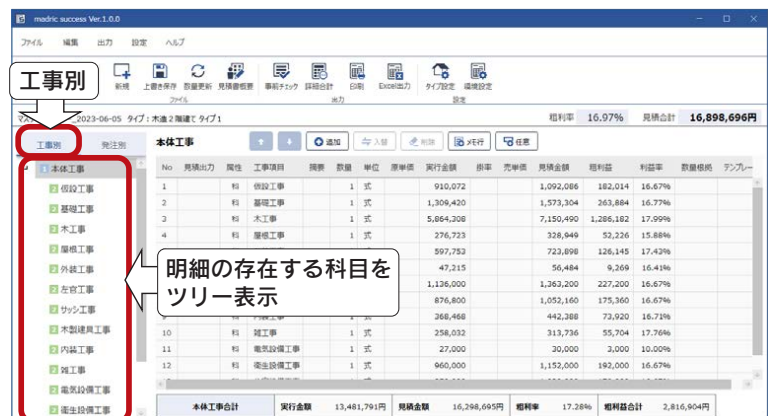 madric success Ver.1.0.0
ファイル 編集 出力 設定 ヘルプ
工事別
新規 上書き保存 数量更新 見積書概要 事前チェック 詳細合計 印刷 Excel出力 タイプ設定 環境設定
ファイル 出力 設定
2023-06-05 タイプ：木造2階建て タイプ1 粗利率 16.97% 見積合計 16,898,696円
工事別 発注別 本体工事 追加 入替 削除 メモ行 任意
1 本体工事 No 見積出力 属性 工事項目 摘要 数量 単位 原単価 実行金額 掛率 売単価 見積金額 粗利益 利益率 数量根拠 テンプレー
2 仮設工事 1 科 仮設工事 1 式 910,072 1,092,086 182,014 16.67%
2 基礎工事 2 科 基礎工事 1 式 1,309,420 1,573,304 263,884 16.77%
3 科 木工事 1 式 5,864,308 7,150,490 1,286,182 17.99%
2 木工事
4 科 屋根工事 1 式 276,723 328,949 52,226 15.88%
2 屋根工事
597,753 723,898 126,145 17.43%
2 外装工事
明細の存在する科目を
47,215 56,484 9,269 16.41%
2 左官工事
1,136,000 1,363,200 227,200 16.67%
ツリー表示
2 サッシ工事
876,800 1,052,160 175,360 16.67%
368,468 442,388 73,920 16.71%
2 木製建具工事
10 科 雑工事 1 式 258,032 313,736 55,704 17.76%
2 内装工事
11 科 電気設備工事 1 式 27,000 30,000 3,000 10.00%
2 雑工事
12 科 衛生設備工事 1 式 960,000 1,152,000 192,000 16.67%
2 電気設備工事
2 衛生設備工事
本体工事合計 実行金額 13,481,791円 見積金額 16,298,695円 粗利率 17.28% 粗利益合計 2,816,904円